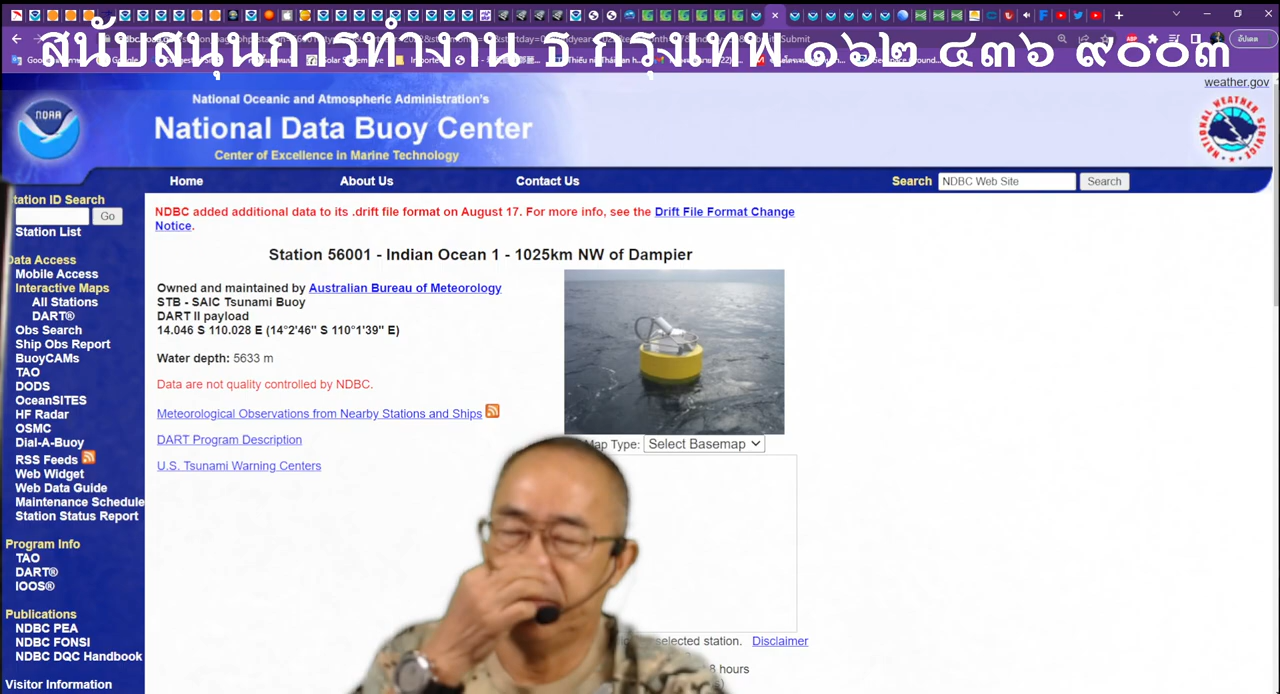 สนับสนุนการทำงาน ธ.กรุงเทพ ๑๖๒ ๔๓๖ ๙๐๐๓
weather.gov
NOAA
National Oceanic and Atmospheric Administration's
National Data Buoy Center
Center of Excellence in Marine Technology
NATIONAL WEATHER SERVICE
Home
About Us
Contact Us
Search
NDBC Web Site
Search
tation ID Search
Go
Station List
Data Access
Mobile Access
Interactive Maps
All Stations
DART®
Obs Search
Ship Obs Report
BuoyCAMs
TAO
DODS
OceanSITES
HF Radar
OSMC
Dial-A-Buoy
RSS Feeds
Web Widget
Web Data Guide
Maintenance Schedule
Station Status Report
Program Info
TAO
DART®
IOOS®
Publications
NDBC PEA
NDBC FONSI
NDBC DQC Handbook
Visitor Information
NDBC added additional data to its .drift file format on August 17. For more info, see the Drift File Format Change
Notice.
Station 56001 - Indian Ocean 1 - 1025km NW of Dampier
Owned and maintained by Australian Bureau of Meteorology
STB - SAIC Tsunami Buoy
DART II payload
14.046 S 110.028 E (14°2'46" S 110°1'39" E)
Water depth: 5633 m
Data are not quality controlled by NDBC.
Meteorological Observations from Nearby Stations and Ships
DART Program Description
U.S. Tsunami Warning Centers
Map Type: Select Basemap
selected station. Disclaimer
8 hours